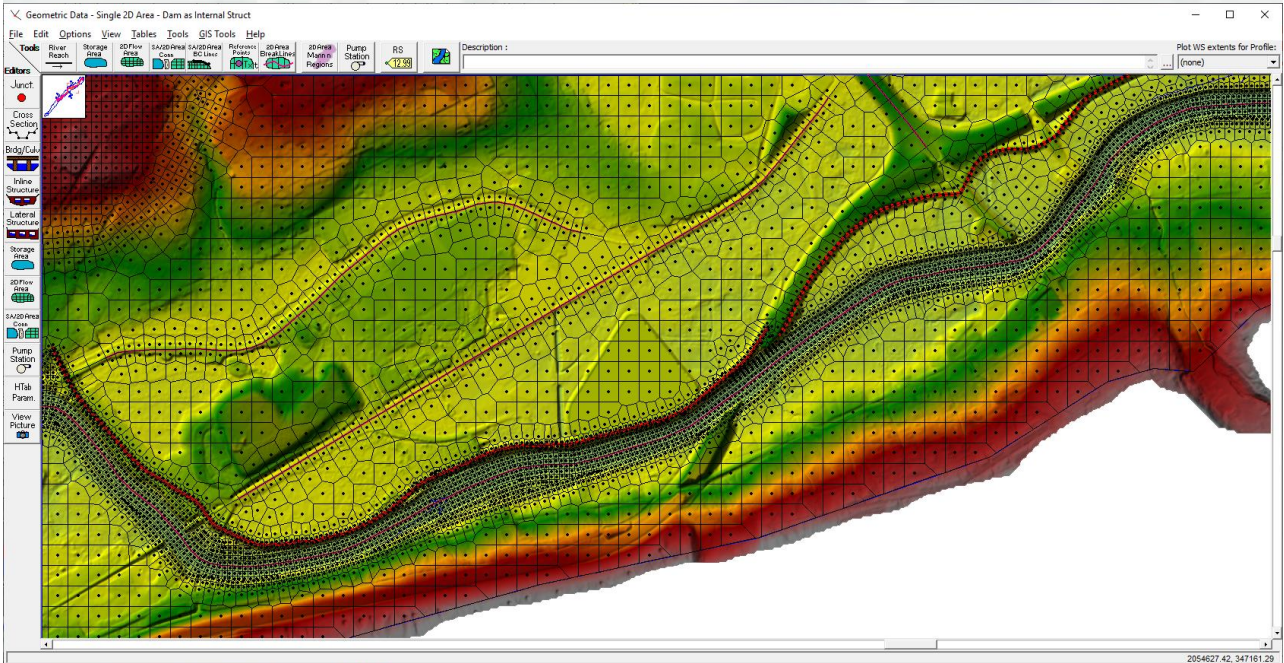 Geometric Data - Single 2D Area - Dam as Internal Struct
File Edit Options View Tables Tools GIS Tools Help
Tools
River
Reach
Storage
Area
2D Flow
Area
SA/2D Area
Conn
SA/2D Area
BC Lines
Reference
Points
2D Area
BreakLines
2D Area
Mann n
Regions
Pump
Station
RS
12.99
Description :
...
Plot WS extents for Profile:
(none)
Editors
Junct.
Cross
Section
Brdg/Culv
Inline
Structure
Lateral
Structure
Storage
Area
2D Flow
Area
SA/2D Area
Conn
Pump
Station
HTab
Param.
View
Picture
2054627.42, 347161.29